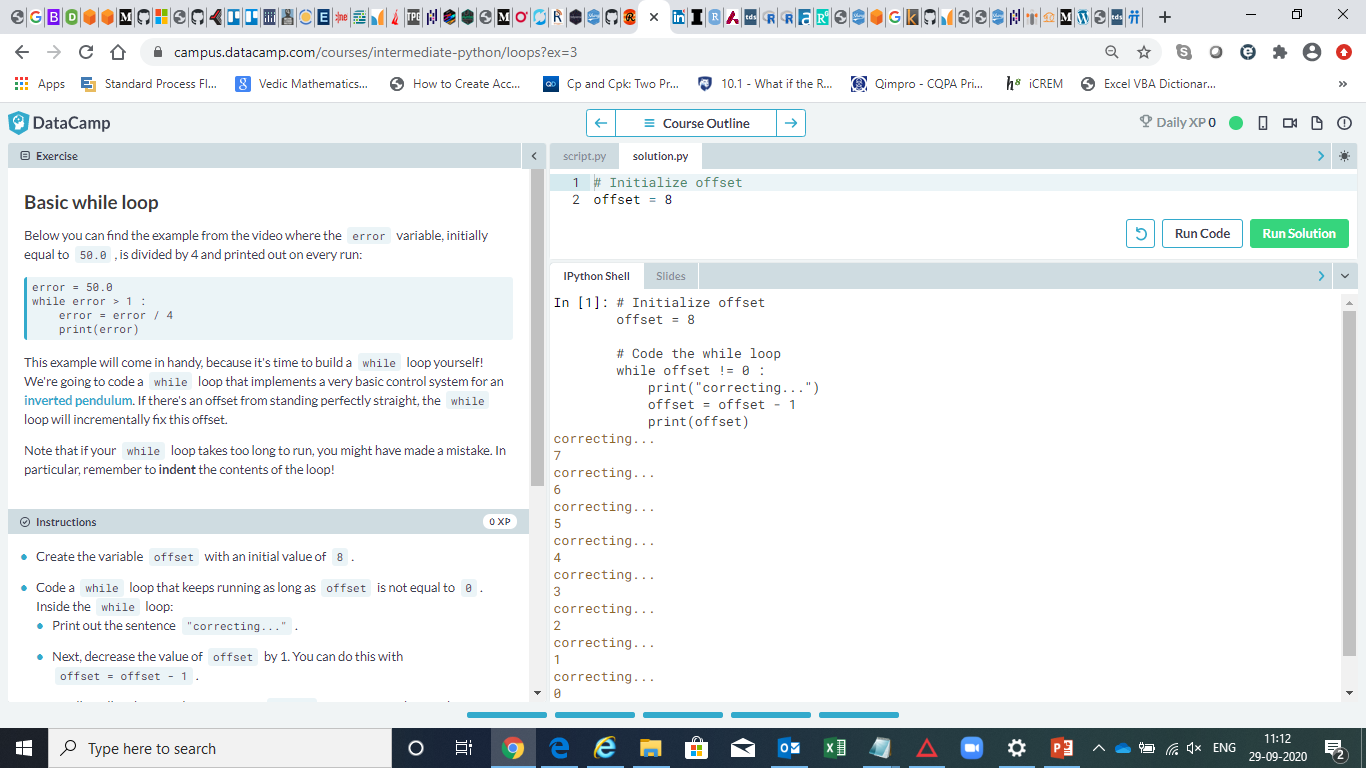 campus.datacamp.com/courses/intermediate-python/loops?ex=3
Apps
Standard Process Fl...
Vedic Mathematics...
How to Create Acc...
Cp and Cpk: Two Pr...
10.1 - What if the R...
Qimpro - CQPA Pri...
iCREM
Excel VBA Dictionar...
»
DataCamp
Course Outline
Daily XP 0
Exercise
script.py
solution.py
Basic while loop
Below you can find the example from the video where the error variable, initially
equal to 50.0 , is divided by 4 and printed out on every run:
error = 50.0
while error > 1 :
    error = error / 4
    print(error)
This example will come in handy, because it's time to build a while loop yourself!
We're going to code a while loop that implements a very basic control system for an
inverted pendulum. If there's an offset from standing perfectly straight, the while
loop will incrementally fix this offset.
Note that if your while loop takes too long to run, you might have made a mistake. In
particular, remember to indent the contents of the loop!
Instructions
0 XP
Create the variable offset with an initial value of 8 .
Code a while loop that keeps running as long as offset is not equal to 0 .
Inside the while loop:
Print out the sentence "correcting..." .
Next, decrease the value of offset by 1. You can do this with
offset = offset - 1 .
1 # Initialize offset
2 offset = 8
Run Code
Run Solution
IPython Shell
Slides
In [1]: # Initialize offset
        offset = 8
        # Code the while loop
        while offset != 0 :
            print("correcting...")
            offset = offset - 1
            print(offset)
correcting...
7
correcting...
6
correcting...
5
correcting...
4
correcting...
3
correcting...
2
correcting...
1
correcting...
0
Type here to search
ENG
11:12
29-09-2020
2